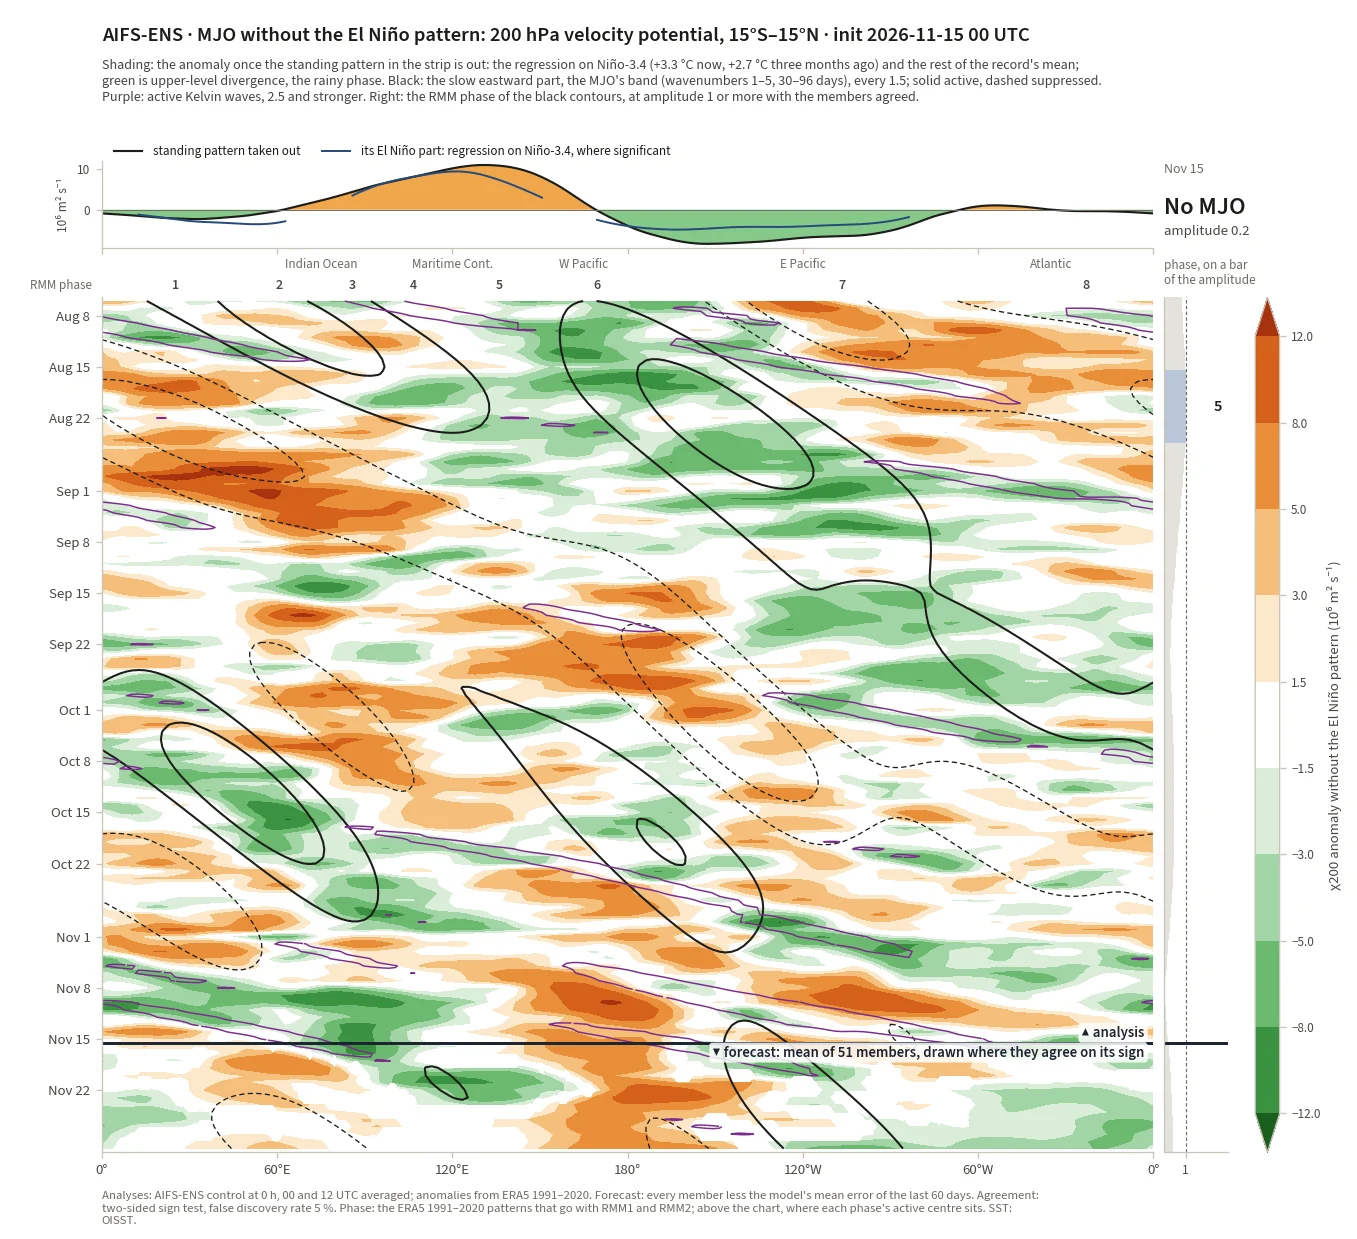 AIFS-ENS · MJO without the El Niño pattern: 200 hPa velocity potential, 15°S–15°N · init 2026-11-15 00 UTC
Shading: the anomaly once the standing pattern in the strip is out: the regression on Niño-3.4 (+3.3 °C now, +2.7 °C three months ago) and the rest of the record's mean;
green is upper-level divergence, the rainy phase. Black: the slow eastward part, the MJO's band (wavenumbers 1–5, 30–96 days), every 1.5; solid active, dashed suppressed.
Purple: active Kelvin waves, 2.5 and stronger. Right: the RMM phase of the black contours, at amplitude 1 or more with the members agreed.
standing pattern taken out
its El Niño part: regression on Niño-3.4, where significant
10
0
10⁶ m² s⁻¹
Nov 15
No MJO
amplitude 0.2
phase, on a bar
of the amplitude
Indian Ocean
Maritime Cont.
W Pacific
E Pacific
Atlantic
RMM phase
1
2
3
4
5
6
7
8
Aug 8
Aug 15
Aug 22
Sep 1
Sep 8
Sep 15
Sep 22
Oct 1
Oct 8
Oct 15
Oct 22
Nov 1
Nov 8
Nov 15
Nov 22
5
▲ analysis
▼ forecast: mean of 51 members, drawn where they agree on its sign
0°
60°E
120°E
180°
120°W
60°W
0°
1
12.0
8.0
5.0
3.0
1.5
−1.5
−3.0
−5.0
−8.0
−12.0
χ200 anomaly without the El Niño pattern (10⁶ m² s⁻¹)
Analyses: AIFS-ENS control at 0 h, 00 and 12 UTC averaged; anomalies from ERA5 1991–2020. Forecast: every member less the model's mean error of the last 60 days. Agreement:
two-sided sign test, false discovery rate 5 %. Phase: the ERA5 1991–2020 patterns that go with RMM1 and RMM2; above the chart, where each phase's active centre sits. SST:
OISST.